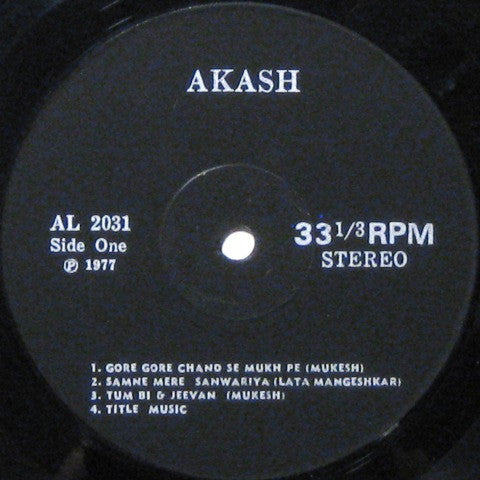 AKASH
AL 2031
Side One
℗ 1977
33 1/3 RPM
STEREO
1. GORE GORE CHAND SE MUKH PE (MUKESH)
2. SAMNE MERE SANWARIYA (LATA MANGESHKAR)
3. TUM BI & JEEVAN (MUKESH)
4. TITLE MUSIC